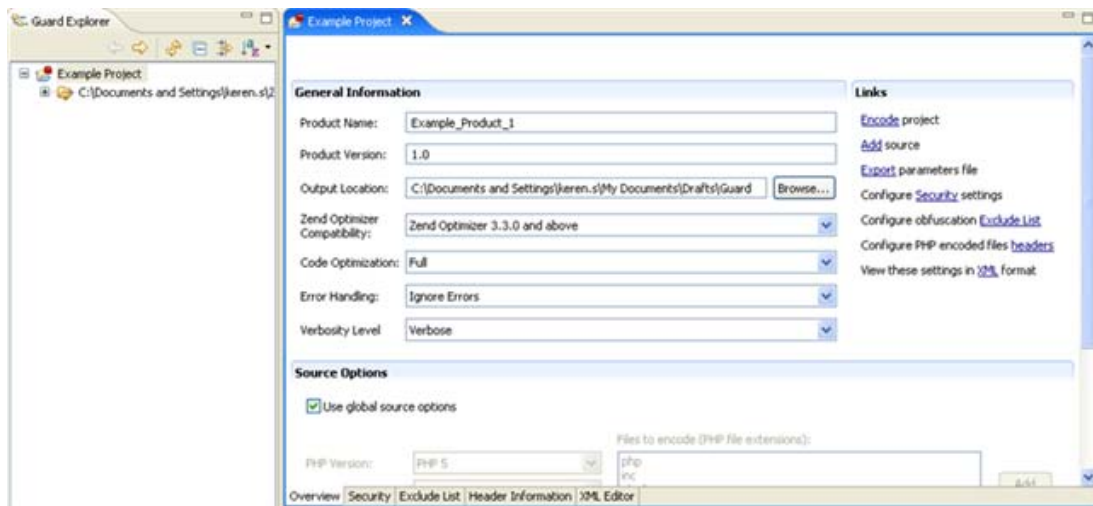 Guard Explorer
Example Project
C:\Documents and Settings\keren.s\2
Example Project
General Information
Product Name: Example_Product_1
Product Version: 1.0
Output Location: C:\Documents and Settings\keren.s\My Documents\Drafts\Guard Browse...
Zend Optimizer
Compatibility: Zend Optimizer 3.3.0 and above
Code Optimization: Full
Error Handling: Ignore Errors
Verbosity Level Verbose
Links
Encode project
Add source
Export parameters file
Configure Security settings
Configure obfuscation Exclude List
Configure PHP encoded files headers
View these settings in XML format
Source Options
Use global source options
Files to encode (PHP file extensions):
PHP Version: PHP 5
php
inc
Add
Overview Security Exclude List Header Information XML Editor